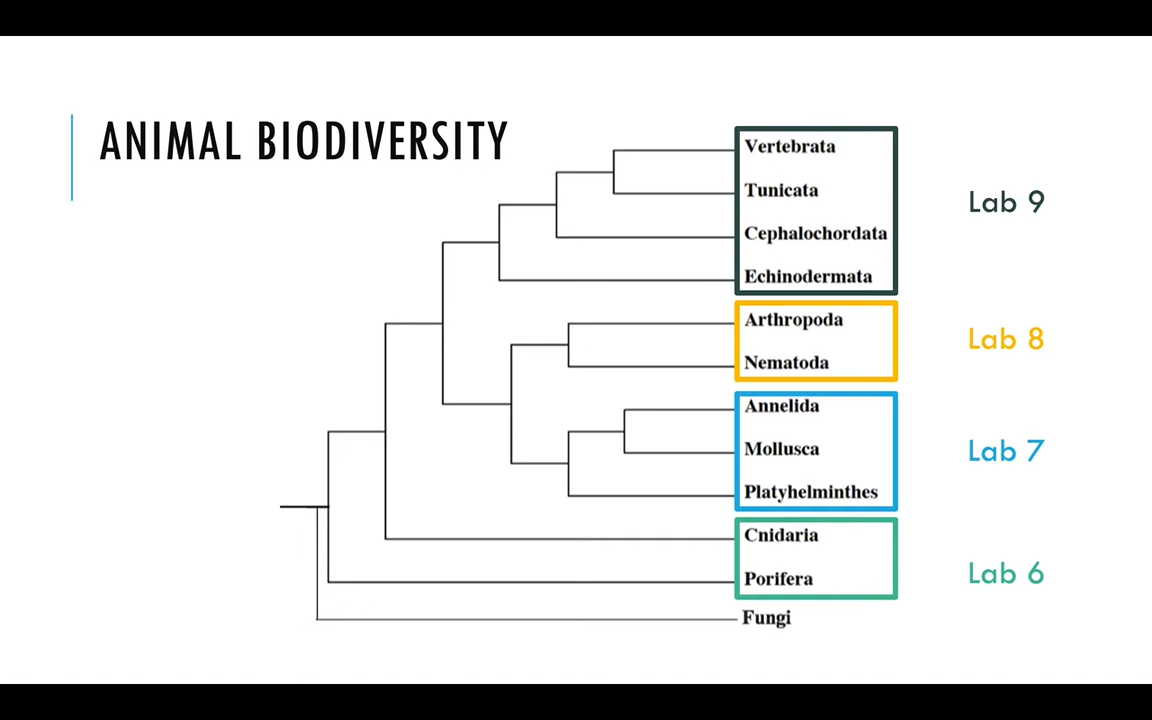 ANIMAL BIODIVERSITY
Vertebrata
Tunicata
Cephalochordata
Echinodermata
Lab 9
Arthropoda
Nematoda
Lab 8
Annelida
Mollusca
Platyhelminthes
Lab 7
Cnidaria
Porifera
Lab 6
Fungi